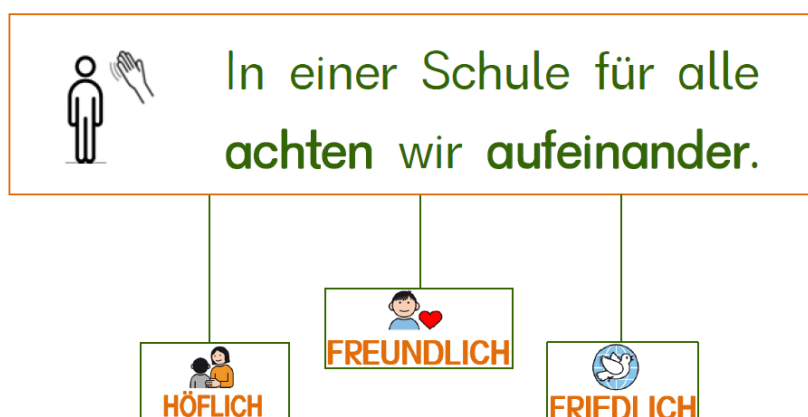 In einer Schule für alle
achten wir aufeinander.
FREUNDLICH
HÖFLICH
FRIEDLICH